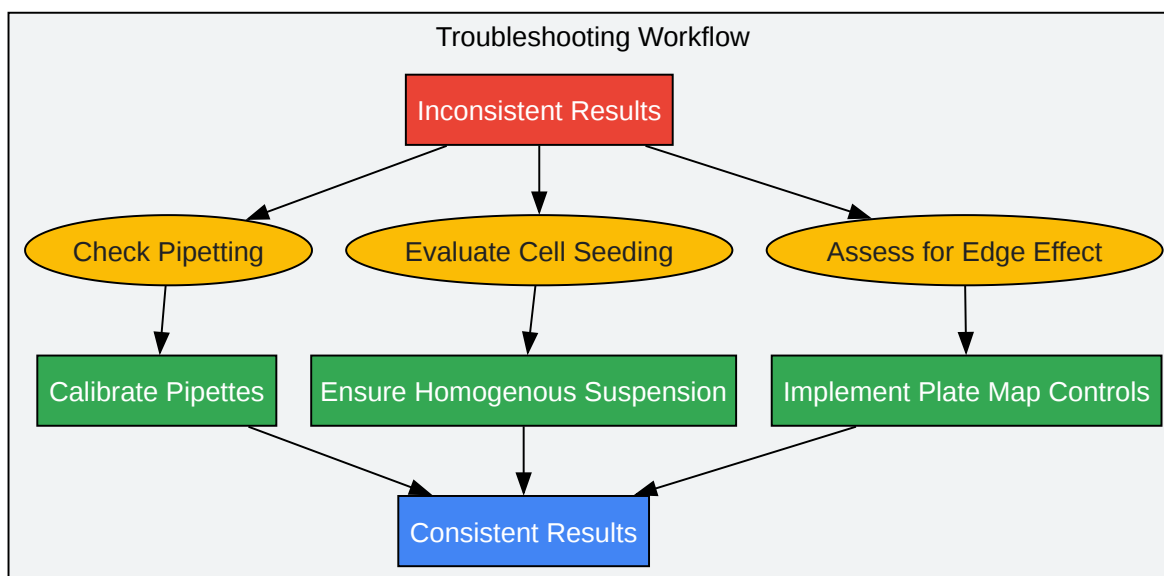 Troubleshooting Workflow
Inconsistent Results
Check Pipetting
Evaluate Cell Seeding
Assess for Edge Effect
Calibrate Pipettes
Ensure Homogenous Suspension
Implement Plate Map Controls
Consistent Results